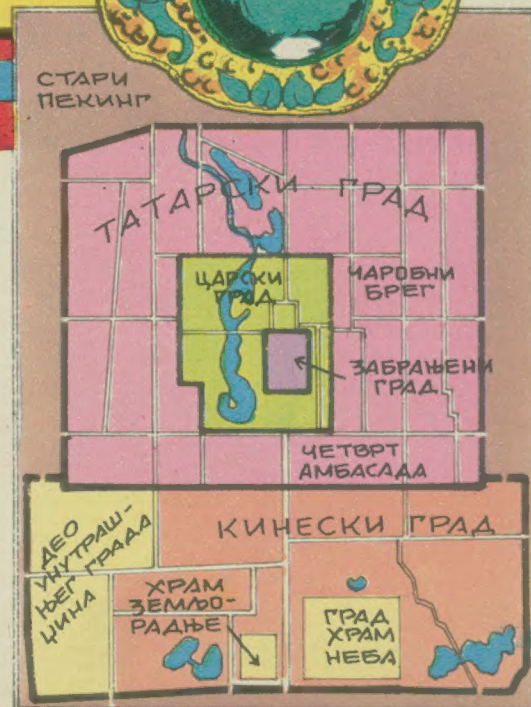 СТАРИ
ПЕКИНГ
ТАТАРСКИ ГРАД
ЦАРСКИ
ГРАД
ЧАРОБНИ
БРЕГ
ЗАБРАЊЕНИ
ГРАД
ЧЕТВРТ
АМБАСАДА
КИНЕСКИ ГРАД
ДЕО
УНУТРАШ-
ЊЕГ ГРАДА
ЏИНА
ХРАМ
ЗЕМЉО-
РАДЊЕ
ГРАД
ХРАМ
НЕБА